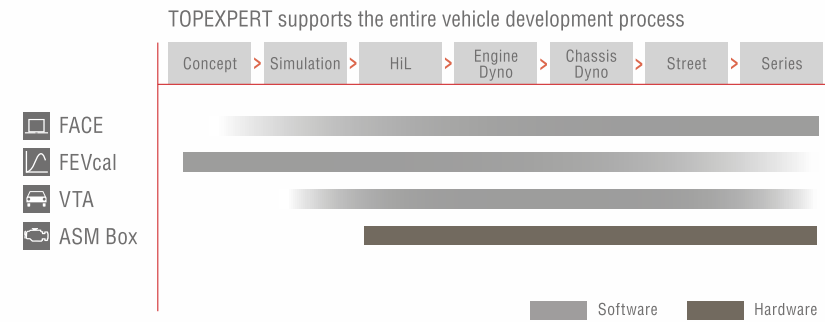 TOPEXPERT supports the entire vehicle development process
Concept > Simulation > HiL > Engine Dyno > Chassis Dyno > Street > Series
FACE
FEVcal
VTA
ASM Box
Software Hardware